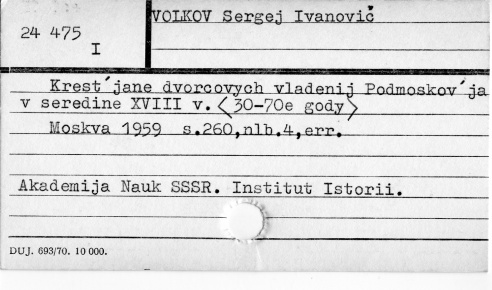 VOLKOV Sergej Ivanovič
24 475
I
Krest´jane dvorcovych vladenij Podmoskov´ja
v seredine XVIII v. <30-70e gody>
Moskva 1959 s.260,nlb.4,err.
Akademija Nauk SSSR. Institut Istorii.
DUJ. 693/70. 10 000.